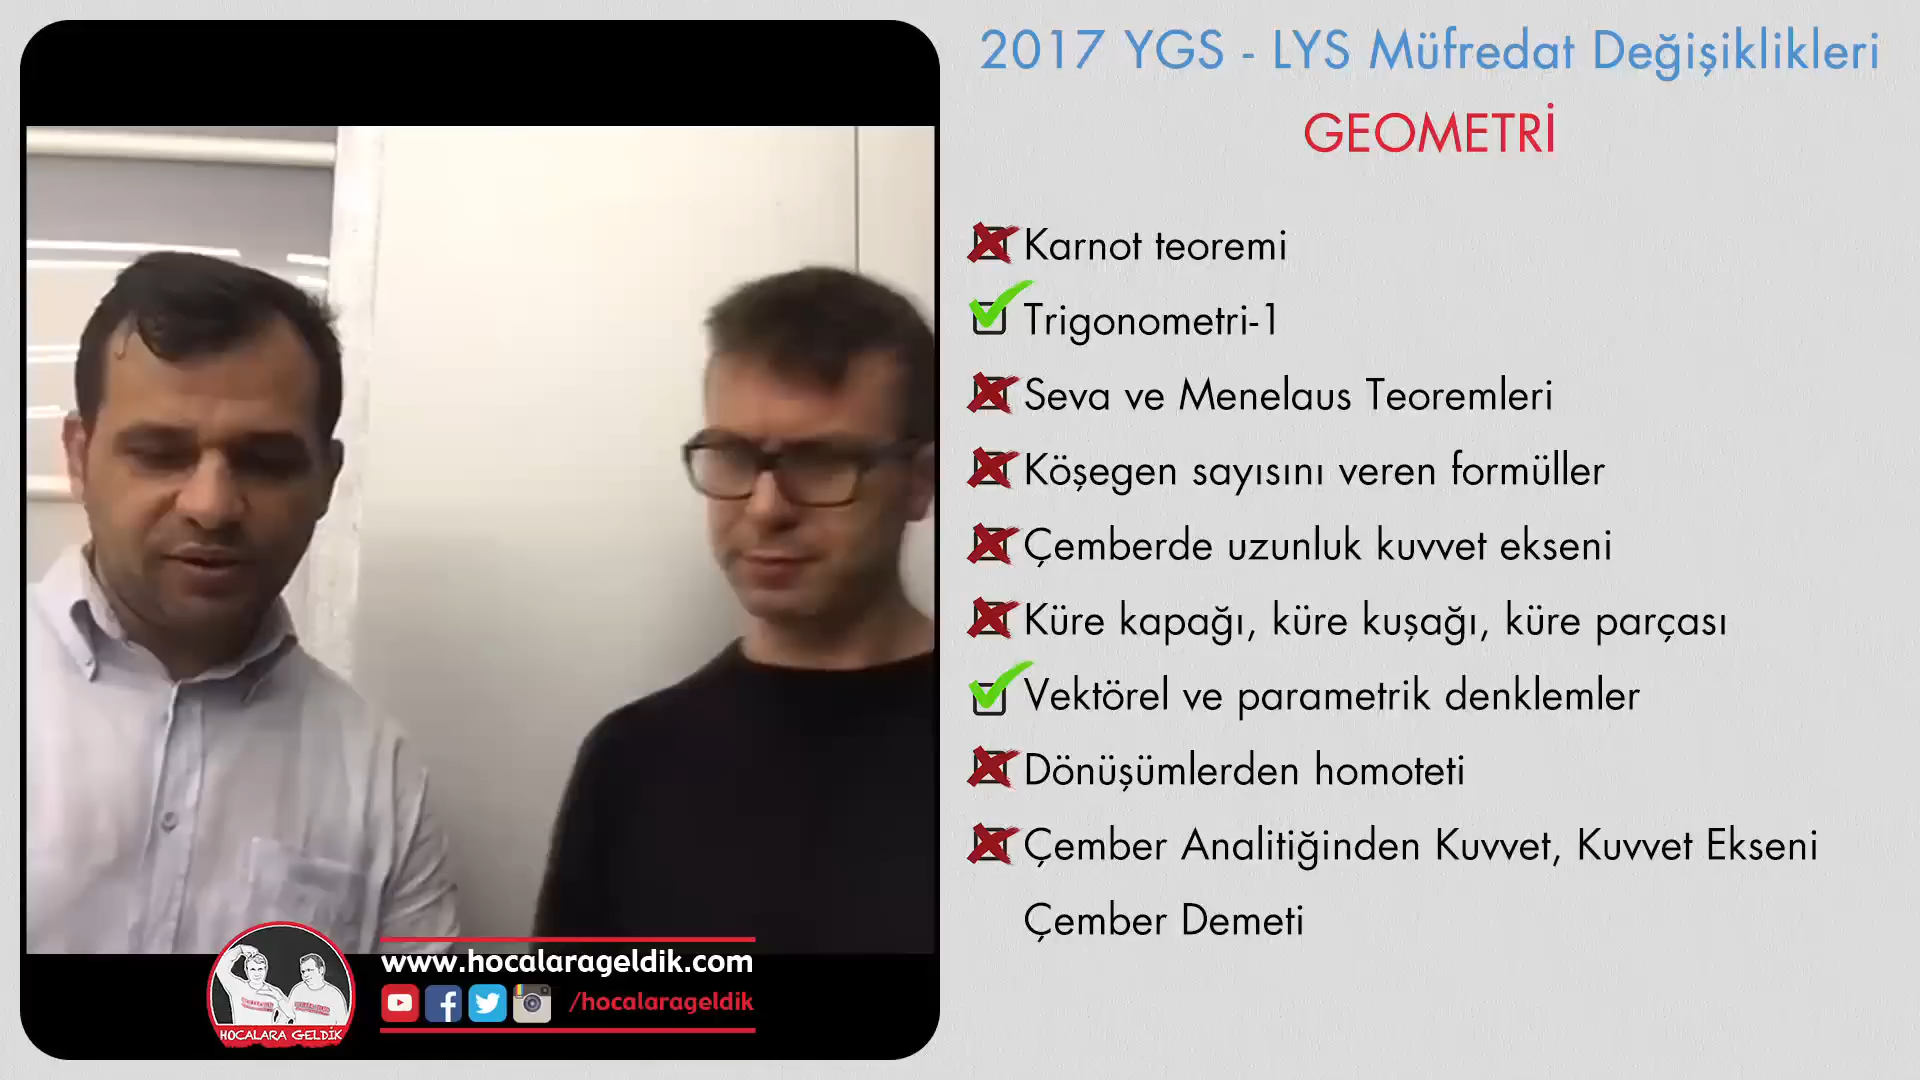 2017 YGS - LYS Müfredat Değişiklikleri
GEOMETRİ
Karnot teoremi
Trigonometri-1
Seva ve Menelaus Teoremleri
Köşegen sayısını veren formüller
Çemberde uzunluk kuvvet ekseni
Küre kapağı, küre kuşağı, küre parçası
Vektörel ve parametrik denklemler
Dönüşümlerden homoteti
Çember Analitiğinden Kuvvet, Kuvvet Ekseni
Çember Demeti
www.hocalarageldik.com
/hocalarageldik
HOCALARA GELDİK